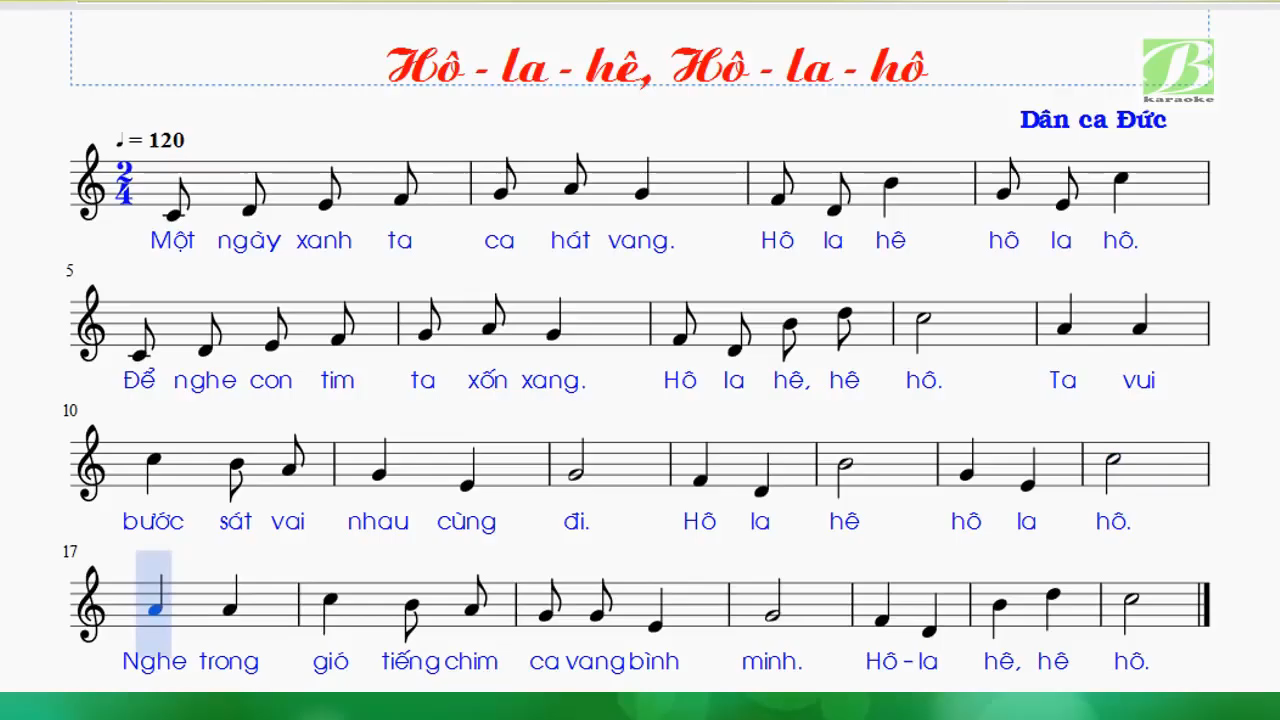 Hô - la - hê, Hô - la - hô
B
karaoke
Dân ca Đức
♩ = 120
2/4
Một ngày xanh ta ca hát vang. Hô la hê hô la hô.
5
Để nghe con tim ta xốn xang. Hô la hê, hê hô. Ta vui
10
bước sát vai nhau cùng đi. Hô la hê hô la hô.
17
Nghe trong gió tiếng chim ca vang bình minh. Hô - la hê, hê hô.